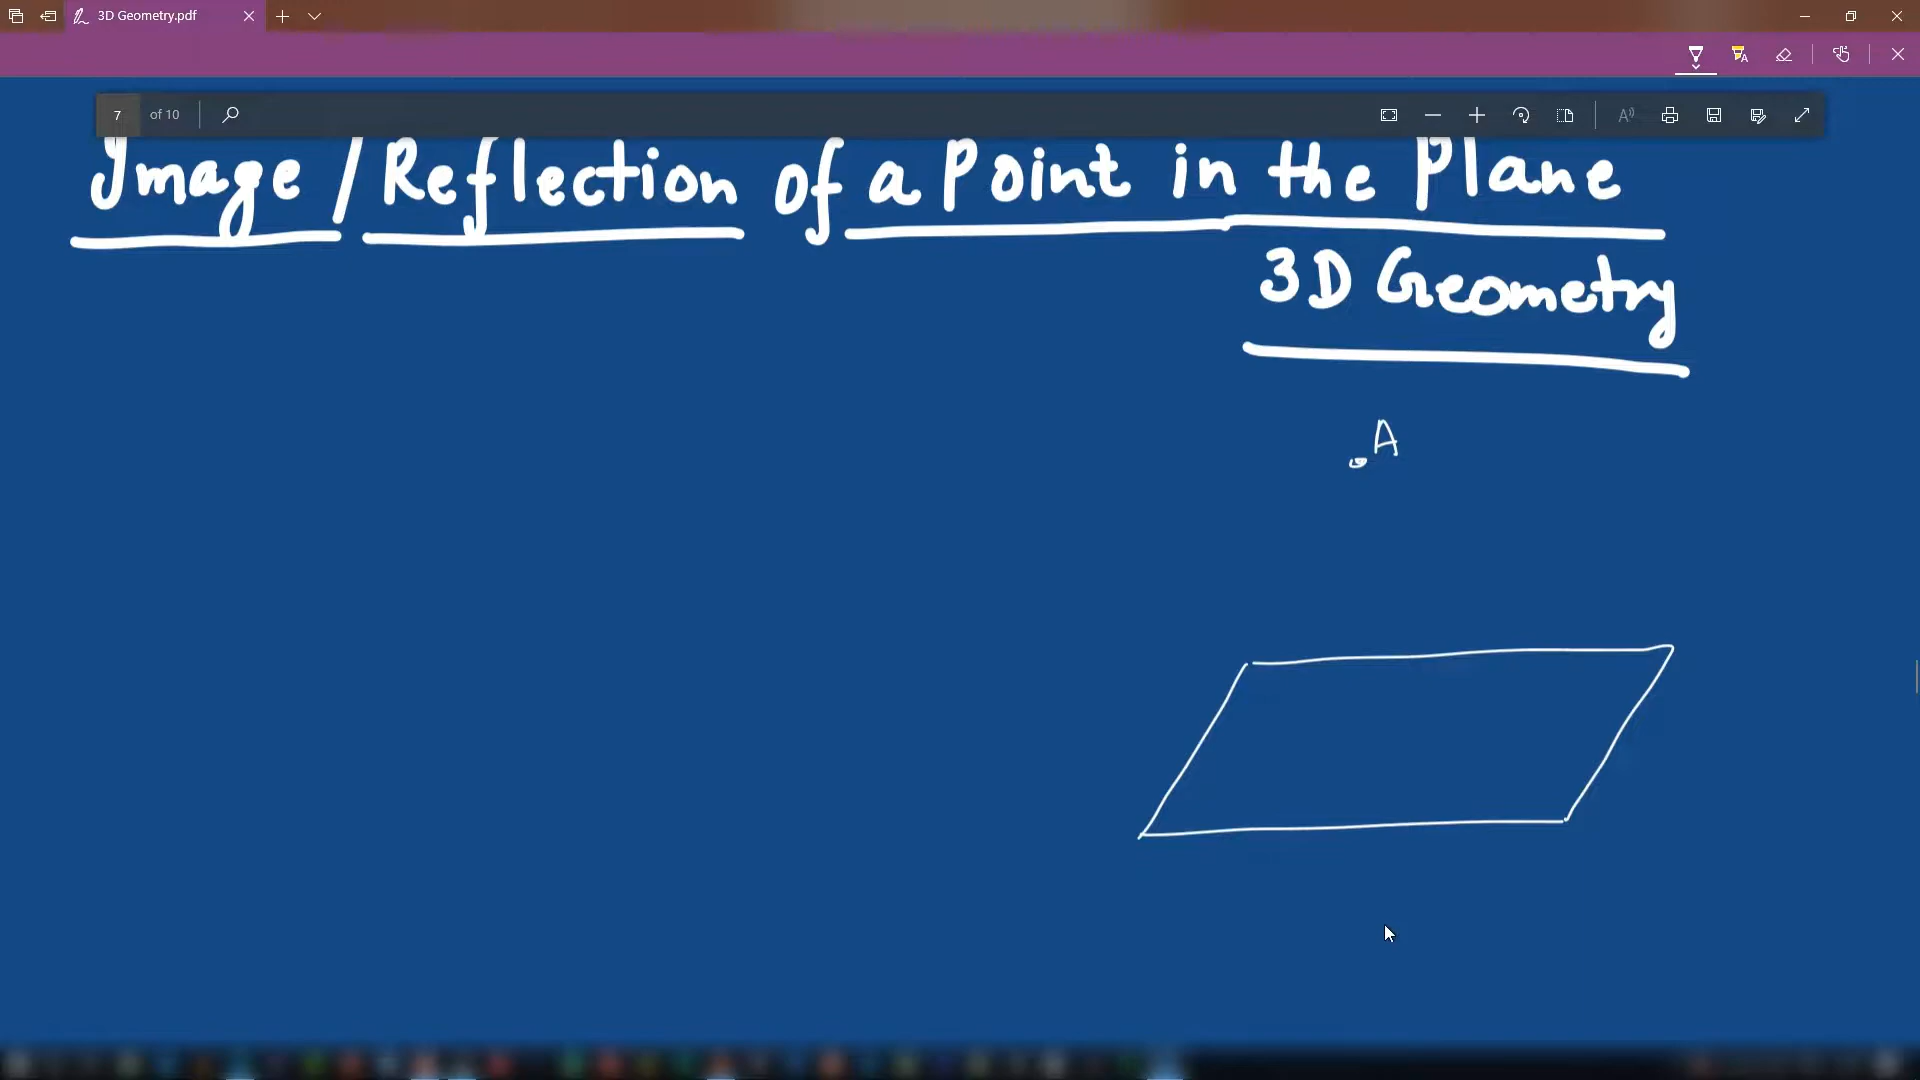 3D Geometry.pdf
7 of 10
Image / Reflection of a Point in the Plane
3D Geometry
A